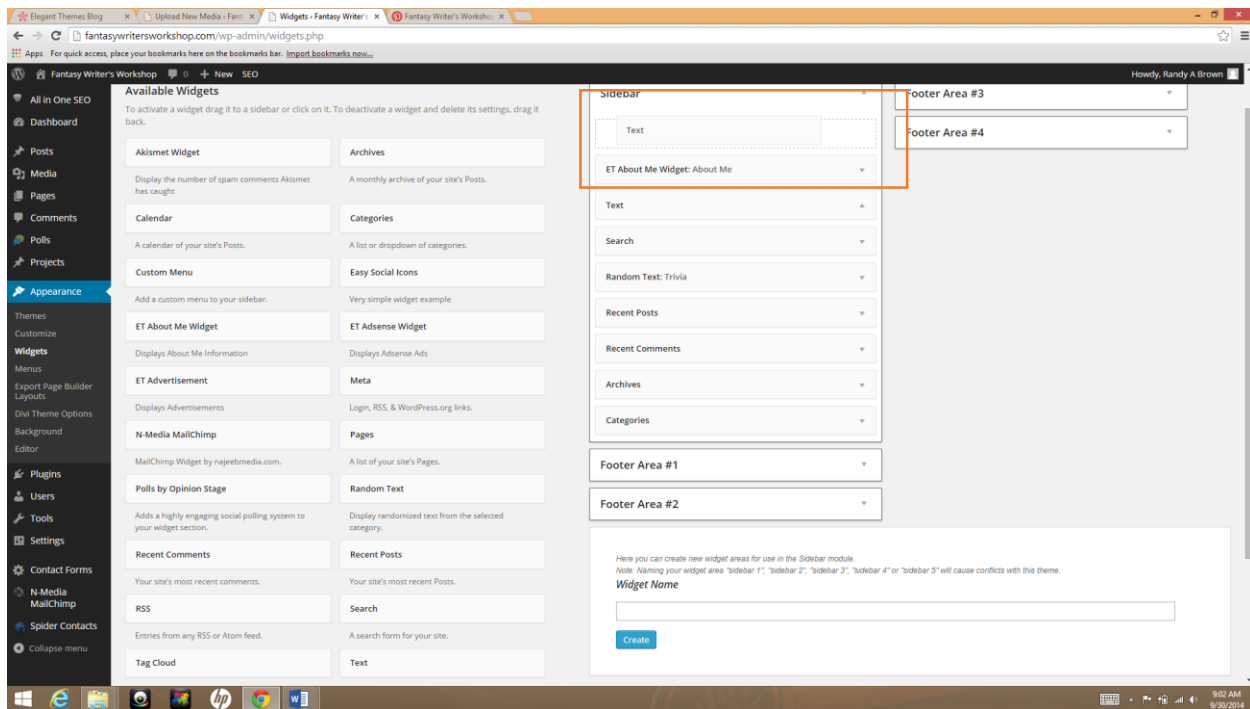 Elegant Themes Blog
Upload New Media ‹ Fant
Widgets ‹ Fantasy Writer's
Fantasy Writer's Workshop
fantasywritersworkshop.com/wp-admin/widgets.php
Apps For quick access, place your bookmarks here on the bookmarks bar. Import bookmarks now...
Fantasy Writer's Workshop 0 + New SEO
Howdy, Randy A Brown
All in One SEO
Dashboard
Posts
Media
Pages
Comments
Polls
Projects
Appearance
Themes
Customize
Widgets
Menus
Export Page Builder
Layouts
Divi Theme Options
Background
Editor
Plugins
Users
Tools
Settings
Contact Forms
N-Media
MailChimp
Spider Contacts
Collapse menu
Available Widgets
To activate a widget drag it to a sidebar or click on it. To deactivate a widget and delete its settings, drag it
back.
Akismet Widget
Display the number of spam comments Akismet
has caught
Archives
A monthly archive of your site's Posts.
Calendar
A calendar of your site's Posts.
Categories
A list or dropdown of categories.
Custom Menu
Add a custom menu to your sidebar.
Easy Social Icons
Very simple widget example
ET About Me Widget
Displays About Me Information
ET Adsense Widget
Displays Adsense Ads
ET Advertisement
Displays Advertisements
Meta
Login, RSS, & WordPress.org links.
N-Media MailChimp
MailChimp Widget by najeebmedia.com.
Pages
A list of your site's Pages.
Polls by Opinion Stage
Adds a highly engaging social polling system to
your widget section.
Random Text
Display randomized text from the selected
category.
Recent Comments
Your site's most recent comments.
Recent Posts
Your site's most recent Posts.
RSS
Entries from any RSS or Atom feed.
Search
A search form for your site.
Tag Cloud
Text
Sidebar
Text
ET About Me Widget: About Me
Text
Search
Random Text: Trivia
Recent Posts
Recent Comments
Archives
Categories
Footer Area #1
Footer Area #2
Footer Area #3
Footer Area #4
Here you can create new widget areas for use in the Sidebar module.
Note: Naming your widget area "sidebar 1", "sidebar 2", "sidebar 3", "sidebar 4" or "sidebar 5" will cause conflicts with this theme.
Widget Name
Create
hp
9:02 AM
9/30/2014